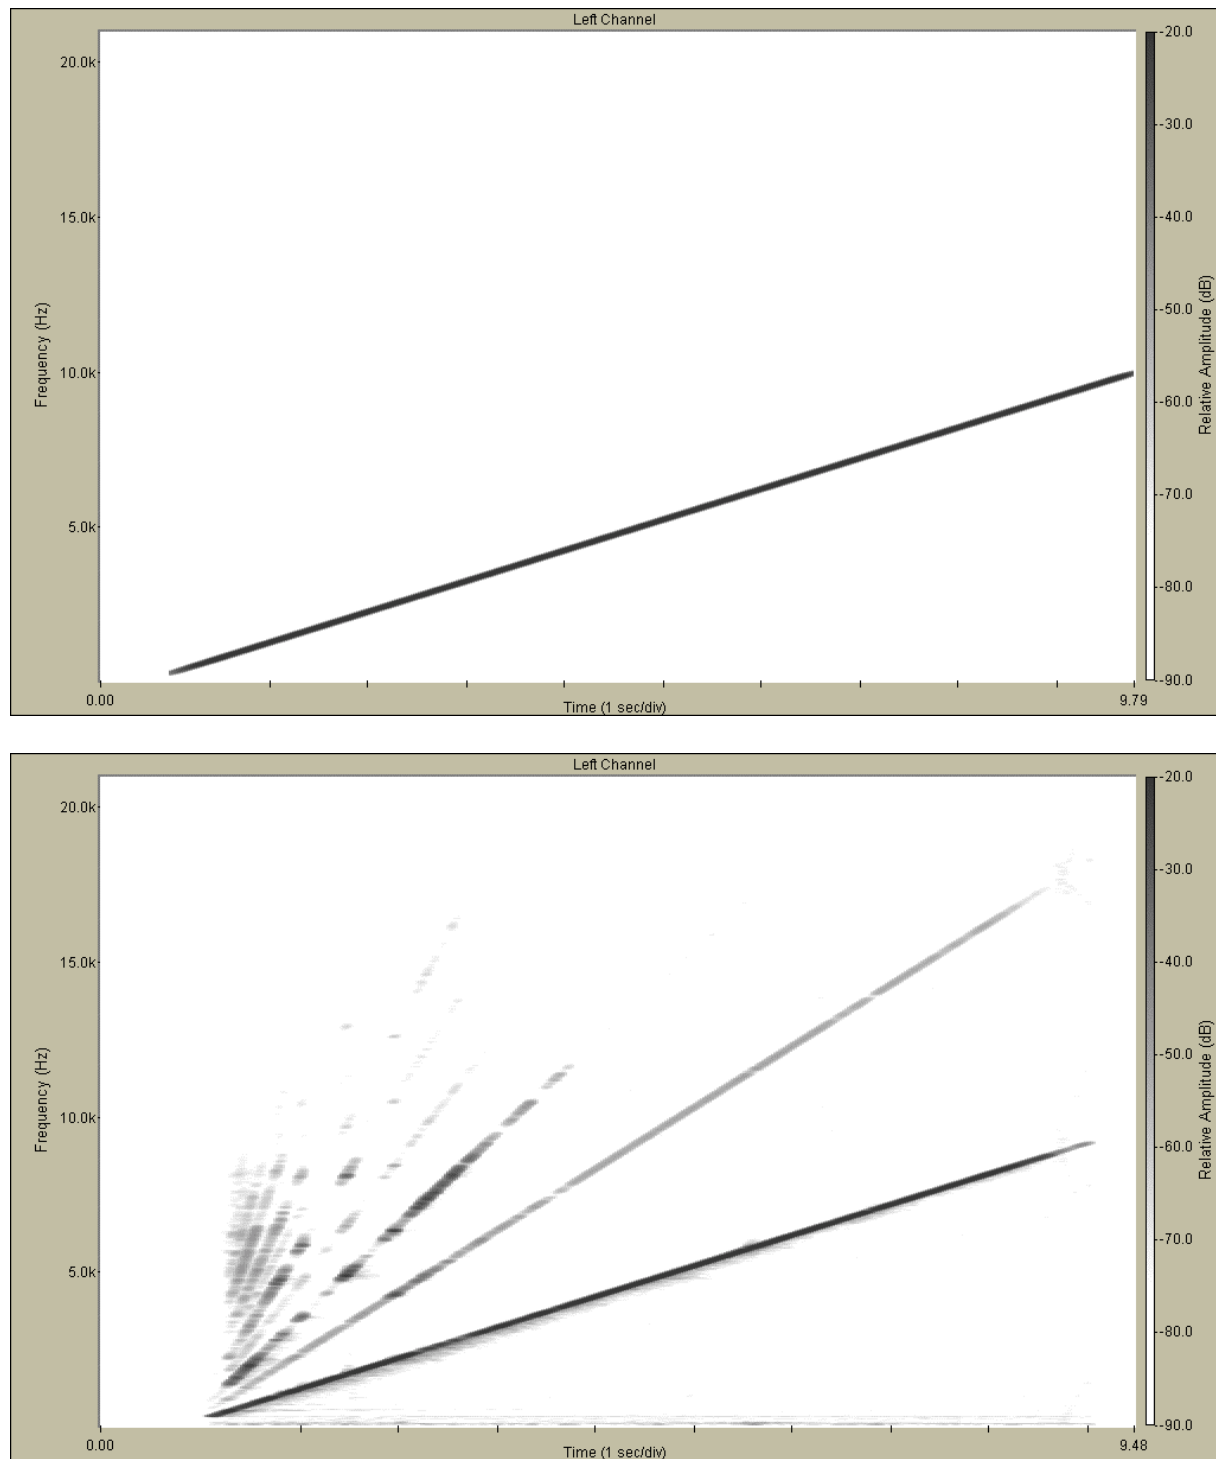 Left Channel
20.0k
15.0k
10.0k
5.0k
Frequency (Hz)
0.00
Time (1 sec/div)
9.79
-20.0
-30.0
-40.0
-50.0
-60.0
-70.0
-80.0
-90.0
Relative Amplitude (dB)
Left Channel
20.0k
15.0k
10.0k
5.0k
Frequency (Hz)
0.00
Time (1 sec/div)
9.48
-20.0
-30.0
-40.0
-50.0
-60.0
-70.0
-80.0
-90.0
Relative Amplitude (dB)